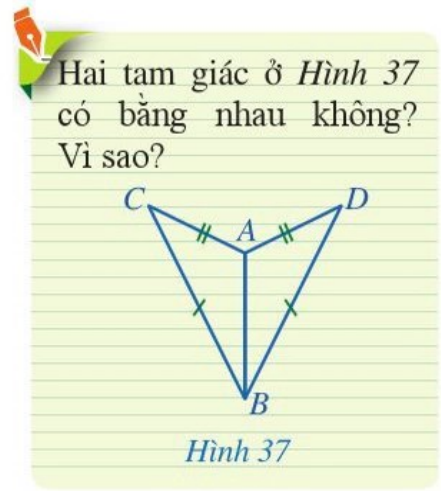 Hai tam giác ở Hình 37
có bằng nhau không?
Vì sao?
C D
A
B
Hình 37